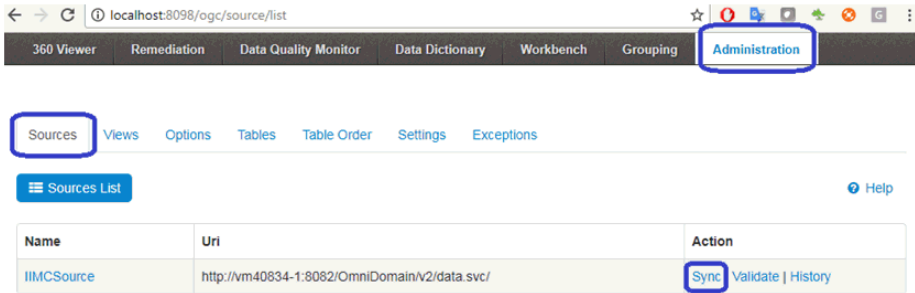 localhost:8098/ogc/source/list
360 Viewer Remediation Data Quality Monitor Data Dictionary Workbench Grouping Administration
Sources Views Options Tables Table Order Settings Exceptions
Sources List Help
Name Uri Action
IIMCSource http://vm40834-1:8082/OmniDomain/v2/data.svc/ Sync Validate | History